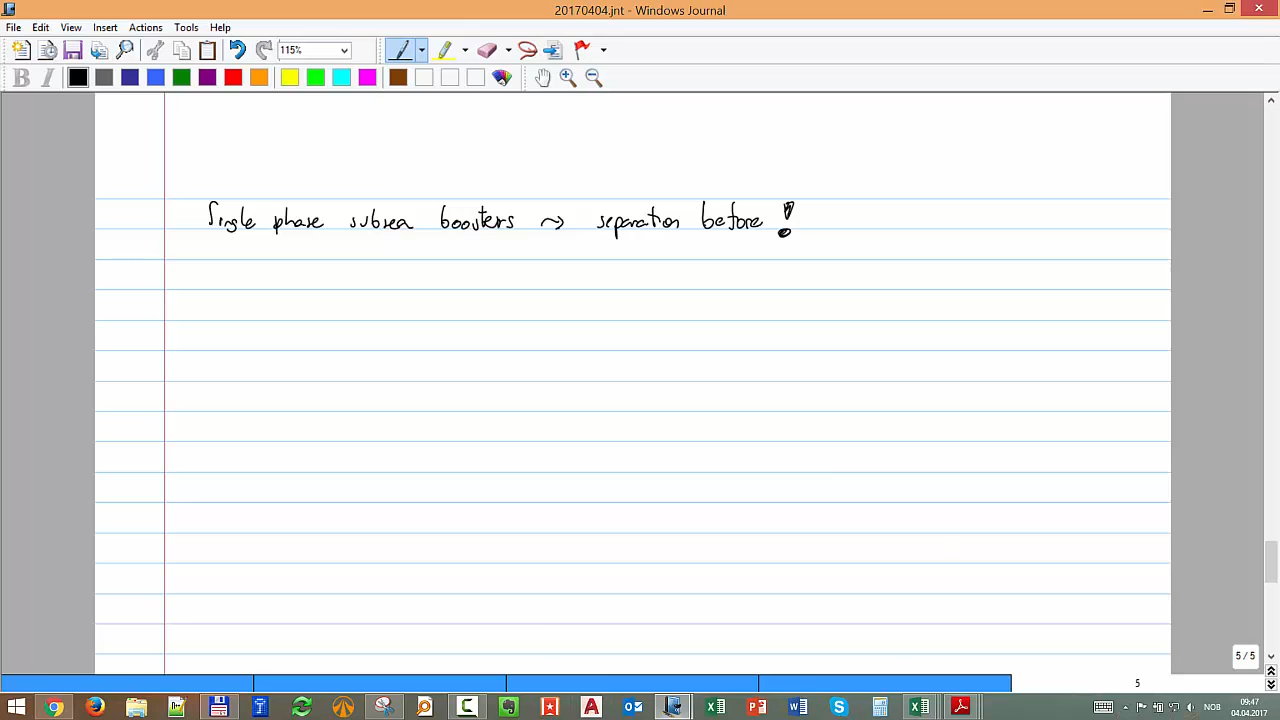 20170404.jnt - Windows Journal
File Edit View Insert Actions Tools Help
115%
B I
Single phase subsea boosters ~> separation before !
5 / 5
5
NOB
09:47
04.04.2017